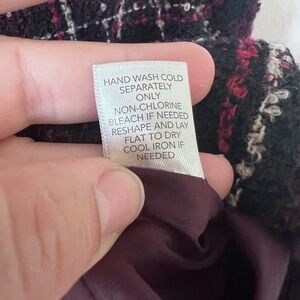 HAND WASH COLD
SEPARATELY
ONLY
NON-CHLORINE
BLEACH IF NEEDED
RESHAPE AND LAY
FLAT TO DRY
COOL IRON IF
NEEDED